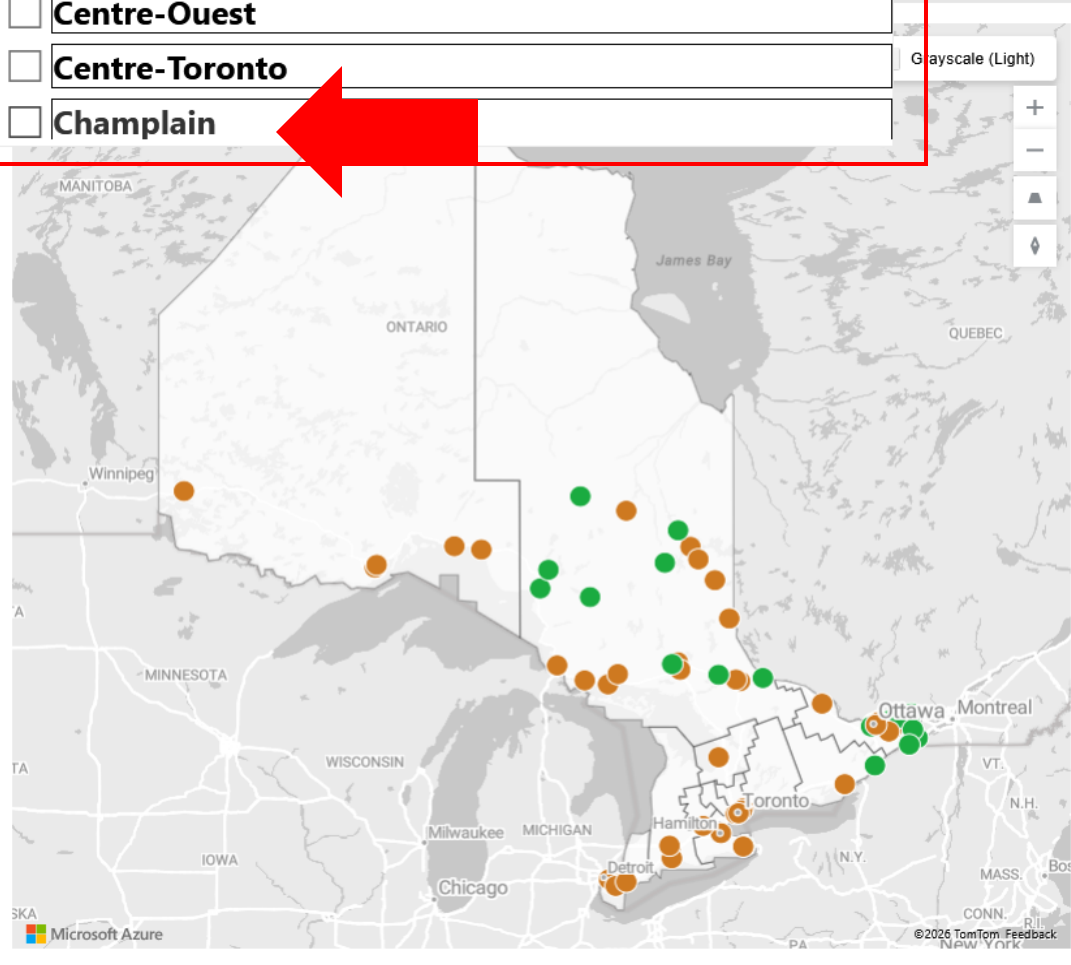 Centre-Ouest
Centre-Toronto
Champlain
Grayscale (Light)
MANITOBA
James Bay
ONTARIO
QUEBEC
Winnipeg
MINNESOTA
Ottawa
Montreal
WISCONSIN
VT.
Toronto
N.H.
Hamilton
Milwaukee
MICHIGAN
IOWA
Detroit
N.Y.
MASS.
Chicago
CONN.
R.I.
Microsoft Azure
©2026 TomTom Feedback
PA
New York